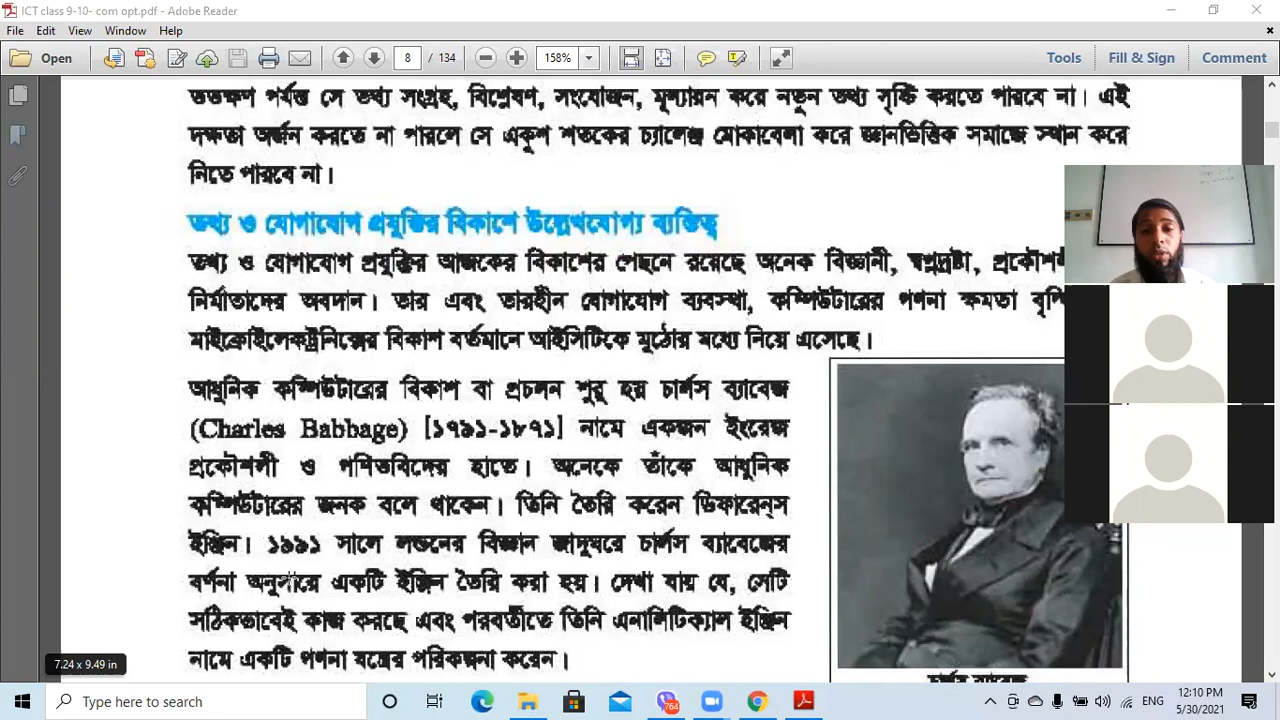 ICT class 9-10- com opt.pdf - Adobe Reader
File Edit View Window Help
Open 8 / 134 158% Tools Fill & Sign Comment
ততক্ষণ পর্যন্ত সে তথ্য সংগ্রহ, বিশ্লেষণ, সংযোজন, মূল্যায়ন করে নতুন তথ্য সৃষ্টি করতে পারবে না। এই
দক্ষতা অর্জন করতে না পারলে সে একুশ শতকের চ্যালেঞ্জ মোকাবেলা করে জ্ঞানভিত্তিক সমাজে স্থান করে
নিতে পারবে না।
তথ্য ও যোগাযোগ প্রযুক্তির বিকাশে উল্লেখযোগ্য ব্যক্তিত্ব
তথ্য ও যোগাযোগ প্রযুক্তির আজকের বিকাশের পেছনে রয়েছে অনেক বিজ্ঞানী, স্বপ্নদ্রষ্টা,
নির্মাতাদের অবদান। তার এবং তারহীন যোগাযোগ ব্যবস্থা, কম্পিউটারের গণনা ক্ষমতা
মাইক্রোইলেকট্রনিক্সের বিকাশ বর্তমানে আইসিটিকে মুঠোর মধ্যে নিয়ে এসেছে।
আধুনিক কম্পিউটারের বিকাশ বা প্রচলন শুরু হয় চার্লস ব্যাবেজ
(Charles Babbage) [১৭৯১-১৮৭১] নামে একজন ইংরেজ
প্রকৌশলী ও গণিতবিদের হাতে। অনেকে তাঁকে আধুনিক
কম্পিউটারের জনক বলে থাকেন। তিনি তৈরি করেন ডিফারেন্স
ইঞ্জিন। ১৯৯১ সালে লন্ডনের বিজ্ঞান জাদুঘরে চার্লস ব্যাবেজের
বর্ণনা অনুসারে একটি ইঞ্জিন তৈরি করা হয়। দেখা যায় যে, সেটি
সঠিকভাবেই কাজ করছে এবং পরবর্তীতে তিনি এনালিটিক্যাল ইঞ্জিন
নামে একটি গণনা যন্ত্রের পরিকল্পনা করেন।
চার্লস ব্যাবেজ
7.24 x 9.49 in
Type here to search
764
ENG
12:10 PM
5/30/2021